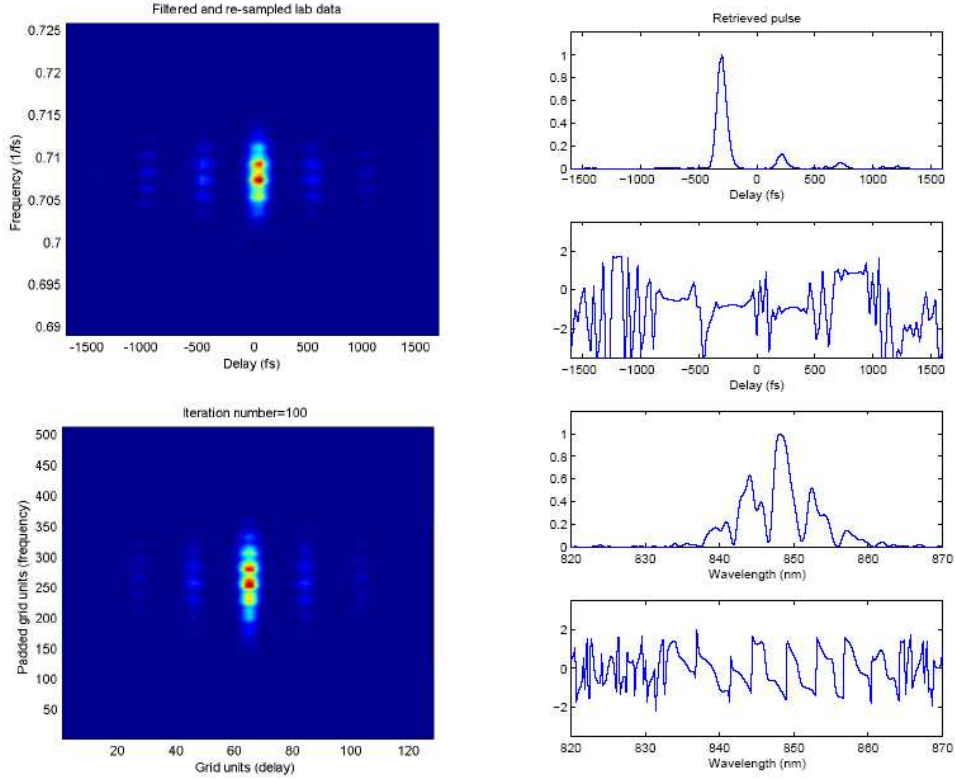 Filtered and re-sampled lab data
0.725
0.72
0.715
0.71
0.705
0.7
0.695
0.69
Frequency (1/fs)
-1500 -1000 -500 0 500 1000 1500
Delay (fs)
Iteration number=100
500
450
400
350
300
250
200
150
100
50
Padded grid units (frequency)
20 40 60 80 100 120
Grid units (delay)
Retrieved pulse
1
0.8
0.6
0.4
0.2
0
−1500 −1000 −500 0 500 1000 1500
Delay (fs)
2
0
−2
−1500 −1000 −500 0 500 1000 1500
Delay (fs)
1
0.8
0.6
0.4
0.2
0
820 830 840 850 860 870
Wavelength (nm)
2
0
−2
820 830 840 850 860 870
Wavelength (nm)